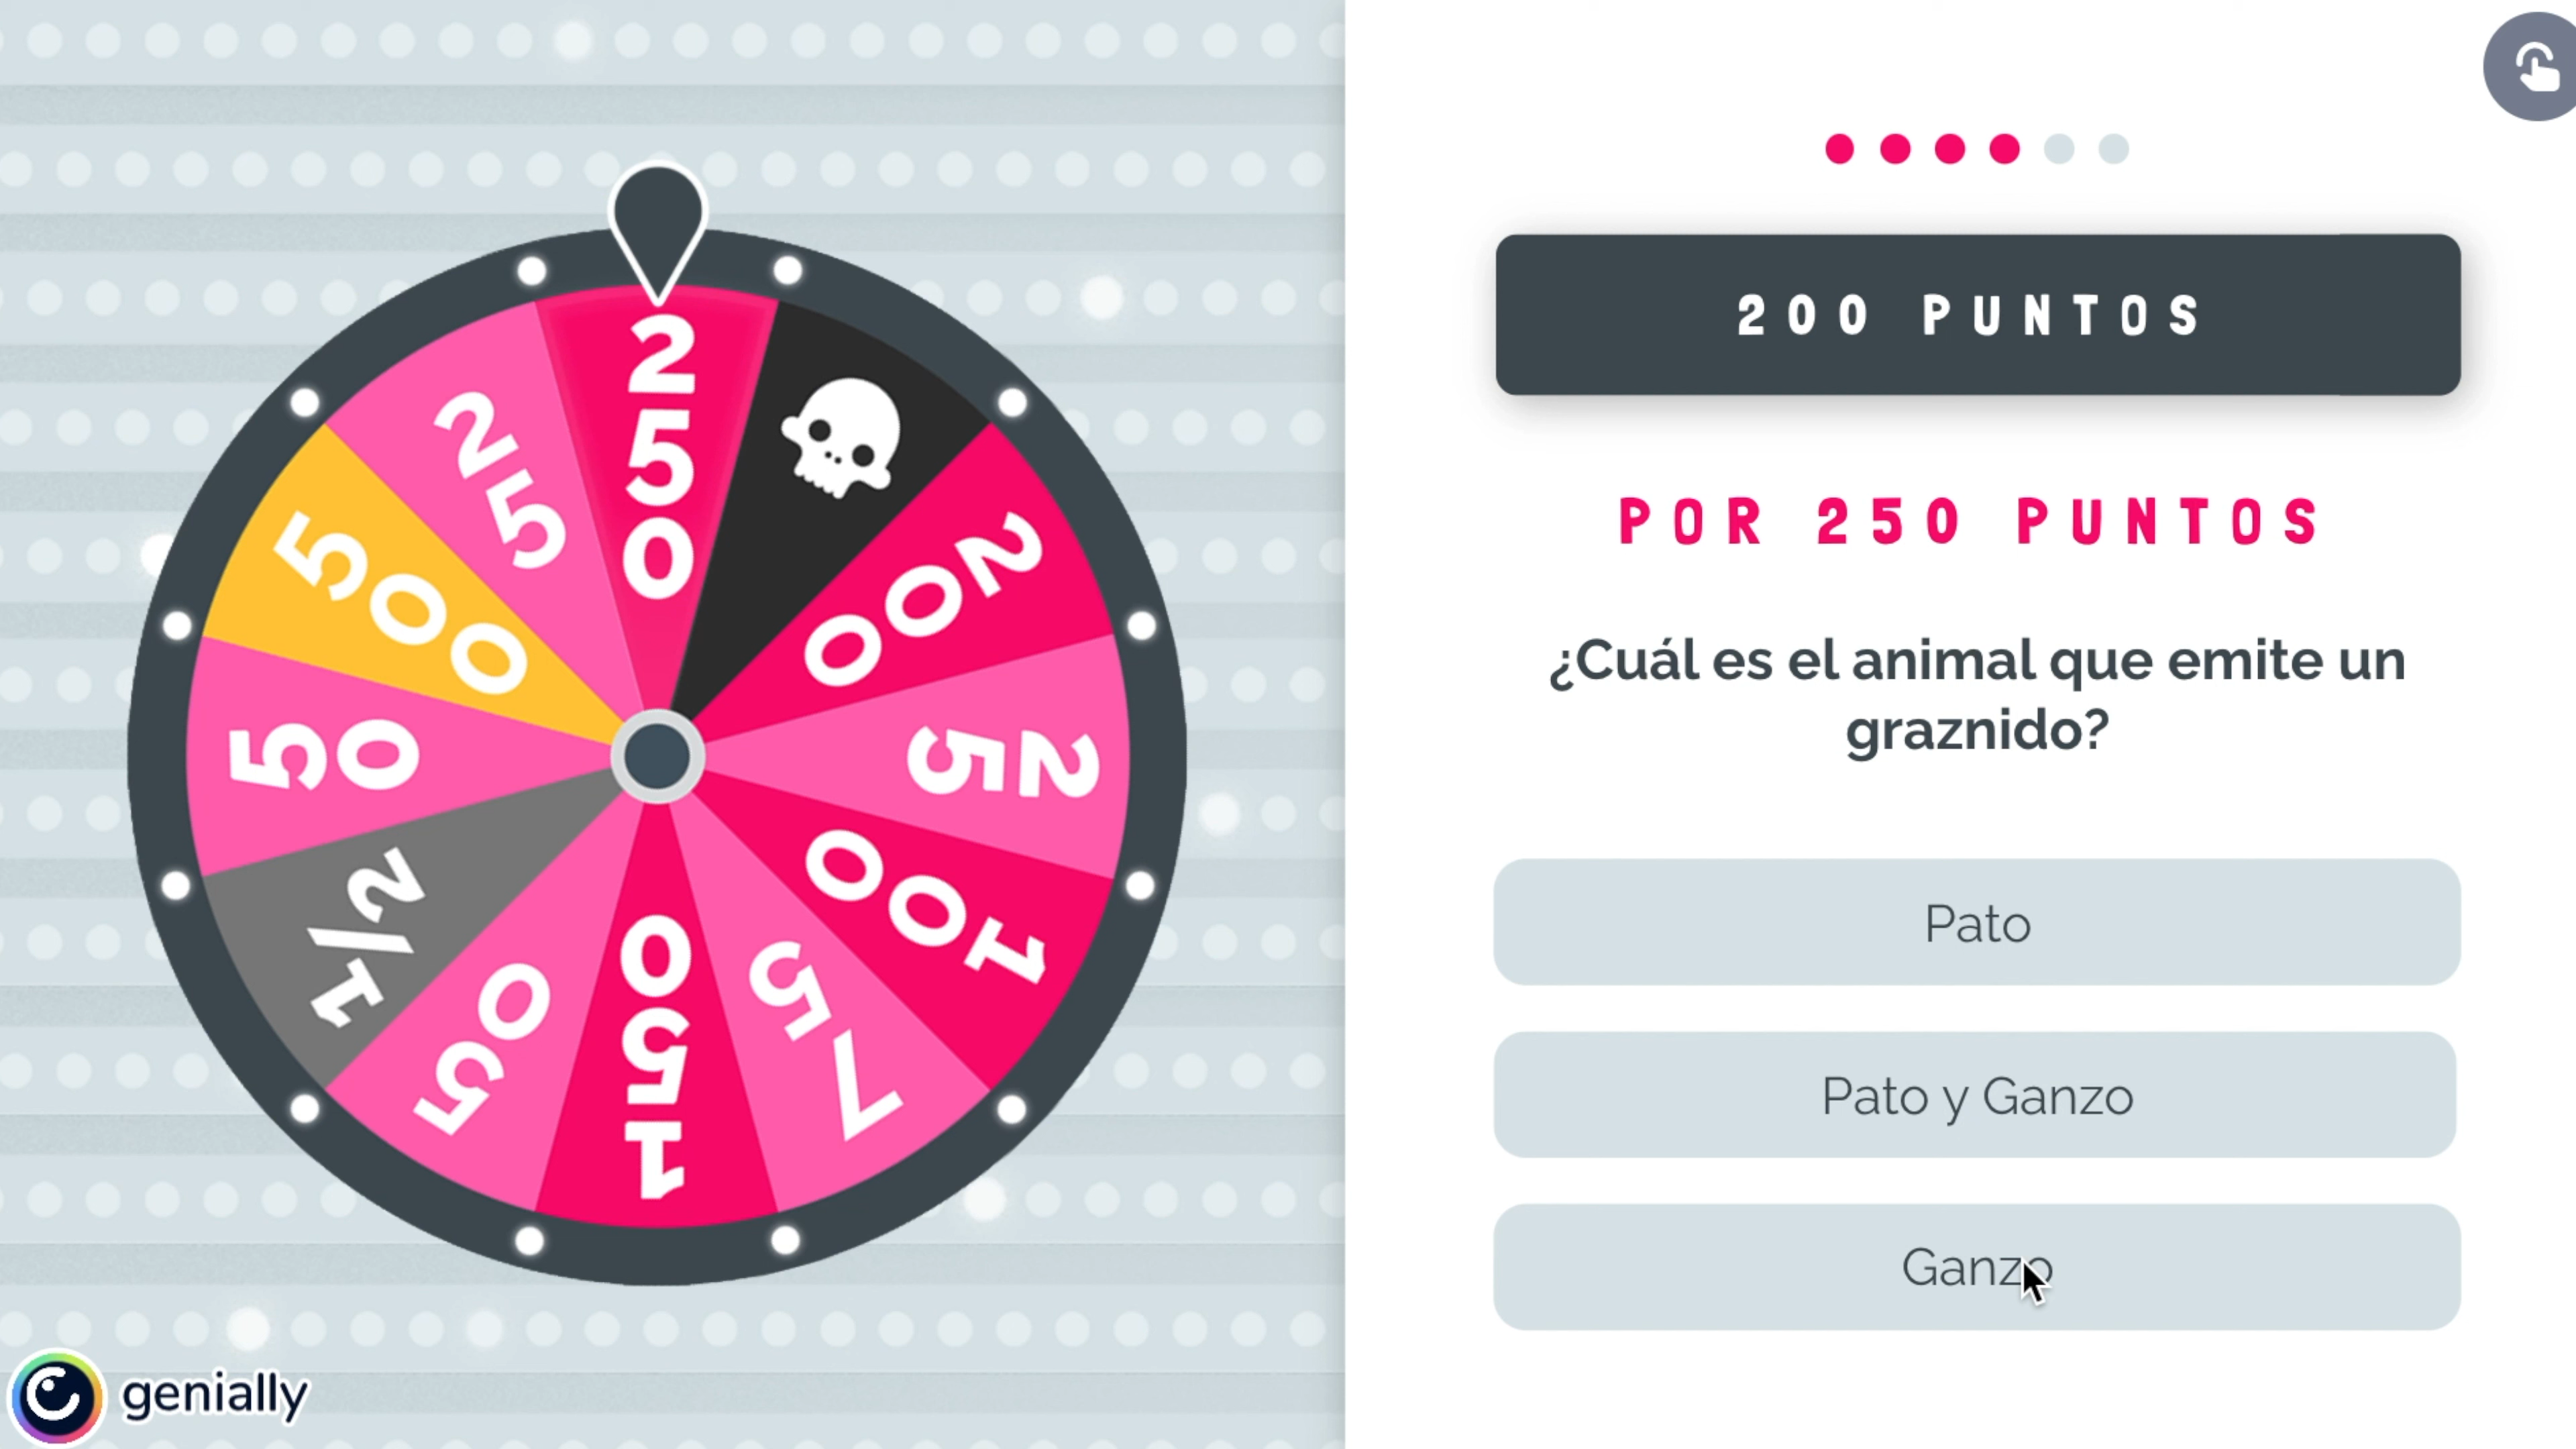 250
200
25
100
75
150
50
1/2
50
500
25
genially
200 PUNTOS
POR 250 PUNTOS
¿Cuál es el animal que emite un
graznido?
Pato
Pato y Ganzo
Ganzo